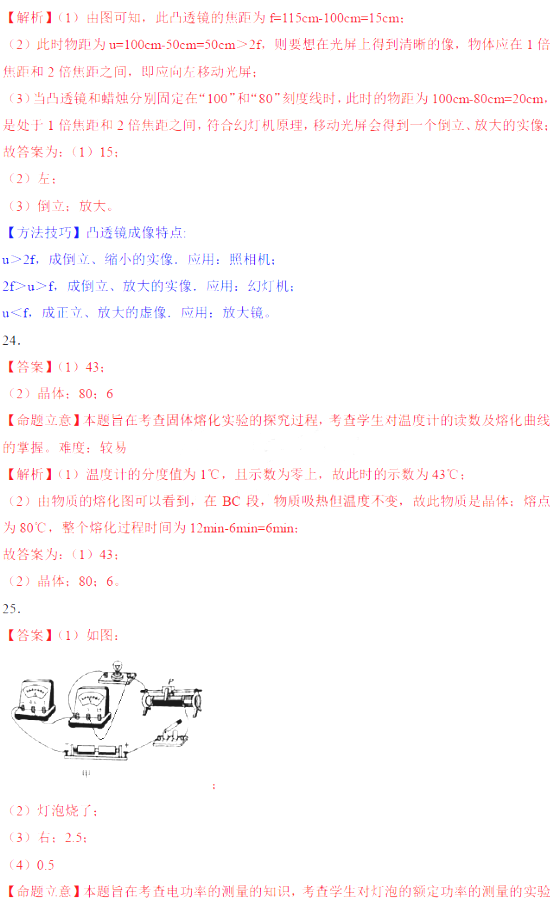 【解析】（1）由图可知，此凸透镜的焦距为 f=115cm-100cm=15cm；
（2）此时物距为 u=100cm-50cm=50cm＞2f，则要想在光屏上得到清晰的像，物体应在 1 倍
焦距和 2 倍焦距之间，即应向左移动光屏；
（3）当凸透镜和蜡烛分别固定在“100”和“80”刻度线时，此时的物距为 100cm-80cm=20cm，
是处于 1 倍焦距和 2 倍焦距之间，符合幻灯机原理，移动光屏会得到一个倒立、放大的实像；
故答案为：（1）15；
（2）左；
（3）倒立；放大。
【方法技巧】凸透镜成像特点：
u＞2f，成倒立、缩小的实像．应用：照相机；
2f＞u＞f，成倒立、放大的实像．应用：幻灯机；
u＜f，成正立、放大的虚像．应用：放大镜。
24．
【答案】（1）43；
（2）晶体；80；6
【命题立意】本题旨在考查固体熔化实验的探究过程，考查学生对温度计的读数及熔化曲线
的掌握。难度：较易
【解析】（1）温度计的分度值为 1℃，且示数为零上，故此时的示数为 43℃；
（2）由物质的熔化图可以看到，在 BC 段，物质吸热但温度不变，故此物质是晶体；熔点
为 80℃，整个熔化过程时间为 12min-6min=6min；
故答案为：（1）43；
（2）晶体；80；6。
25．
【答案】（1）如图：
P
甲
；
（2）灯泡烧了；
（3）右；2.5；
（4）0.5
【命题立意】本题旨在考查电功率的测量的知识，考查学生对灯泡的额定功率的测量的实验